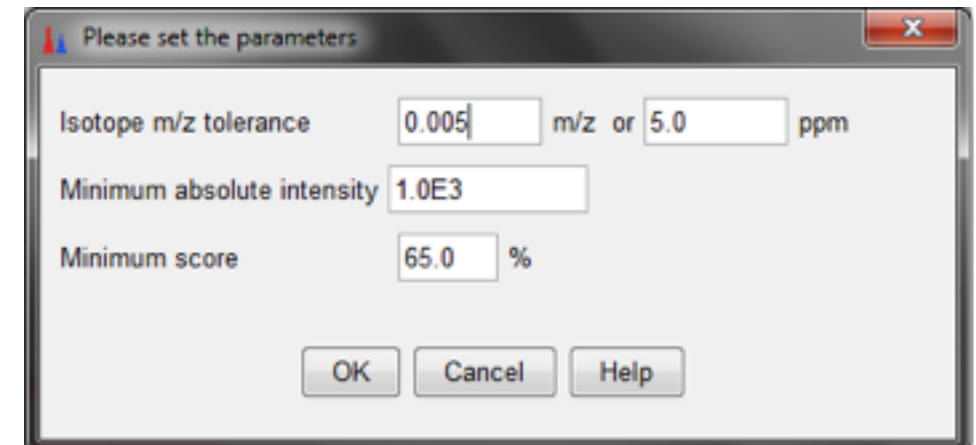 Please set the parameters
Isotope m/z tolerance 0.005 m/z or 5.0 ppm
Minimum absolute intensity 1.0E3
Minimum score 65.0 %
OK Cancel Help